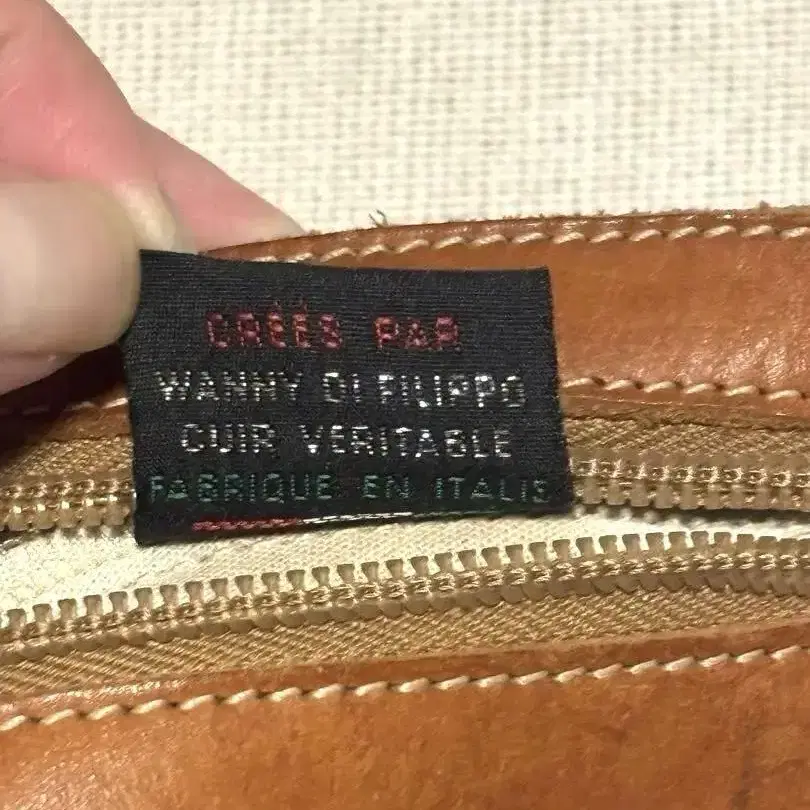 CRÉÉS PAR
WANNY DI FILIPPO
CUIR VERITABLE
FABRIQUÉ EN ITALIE